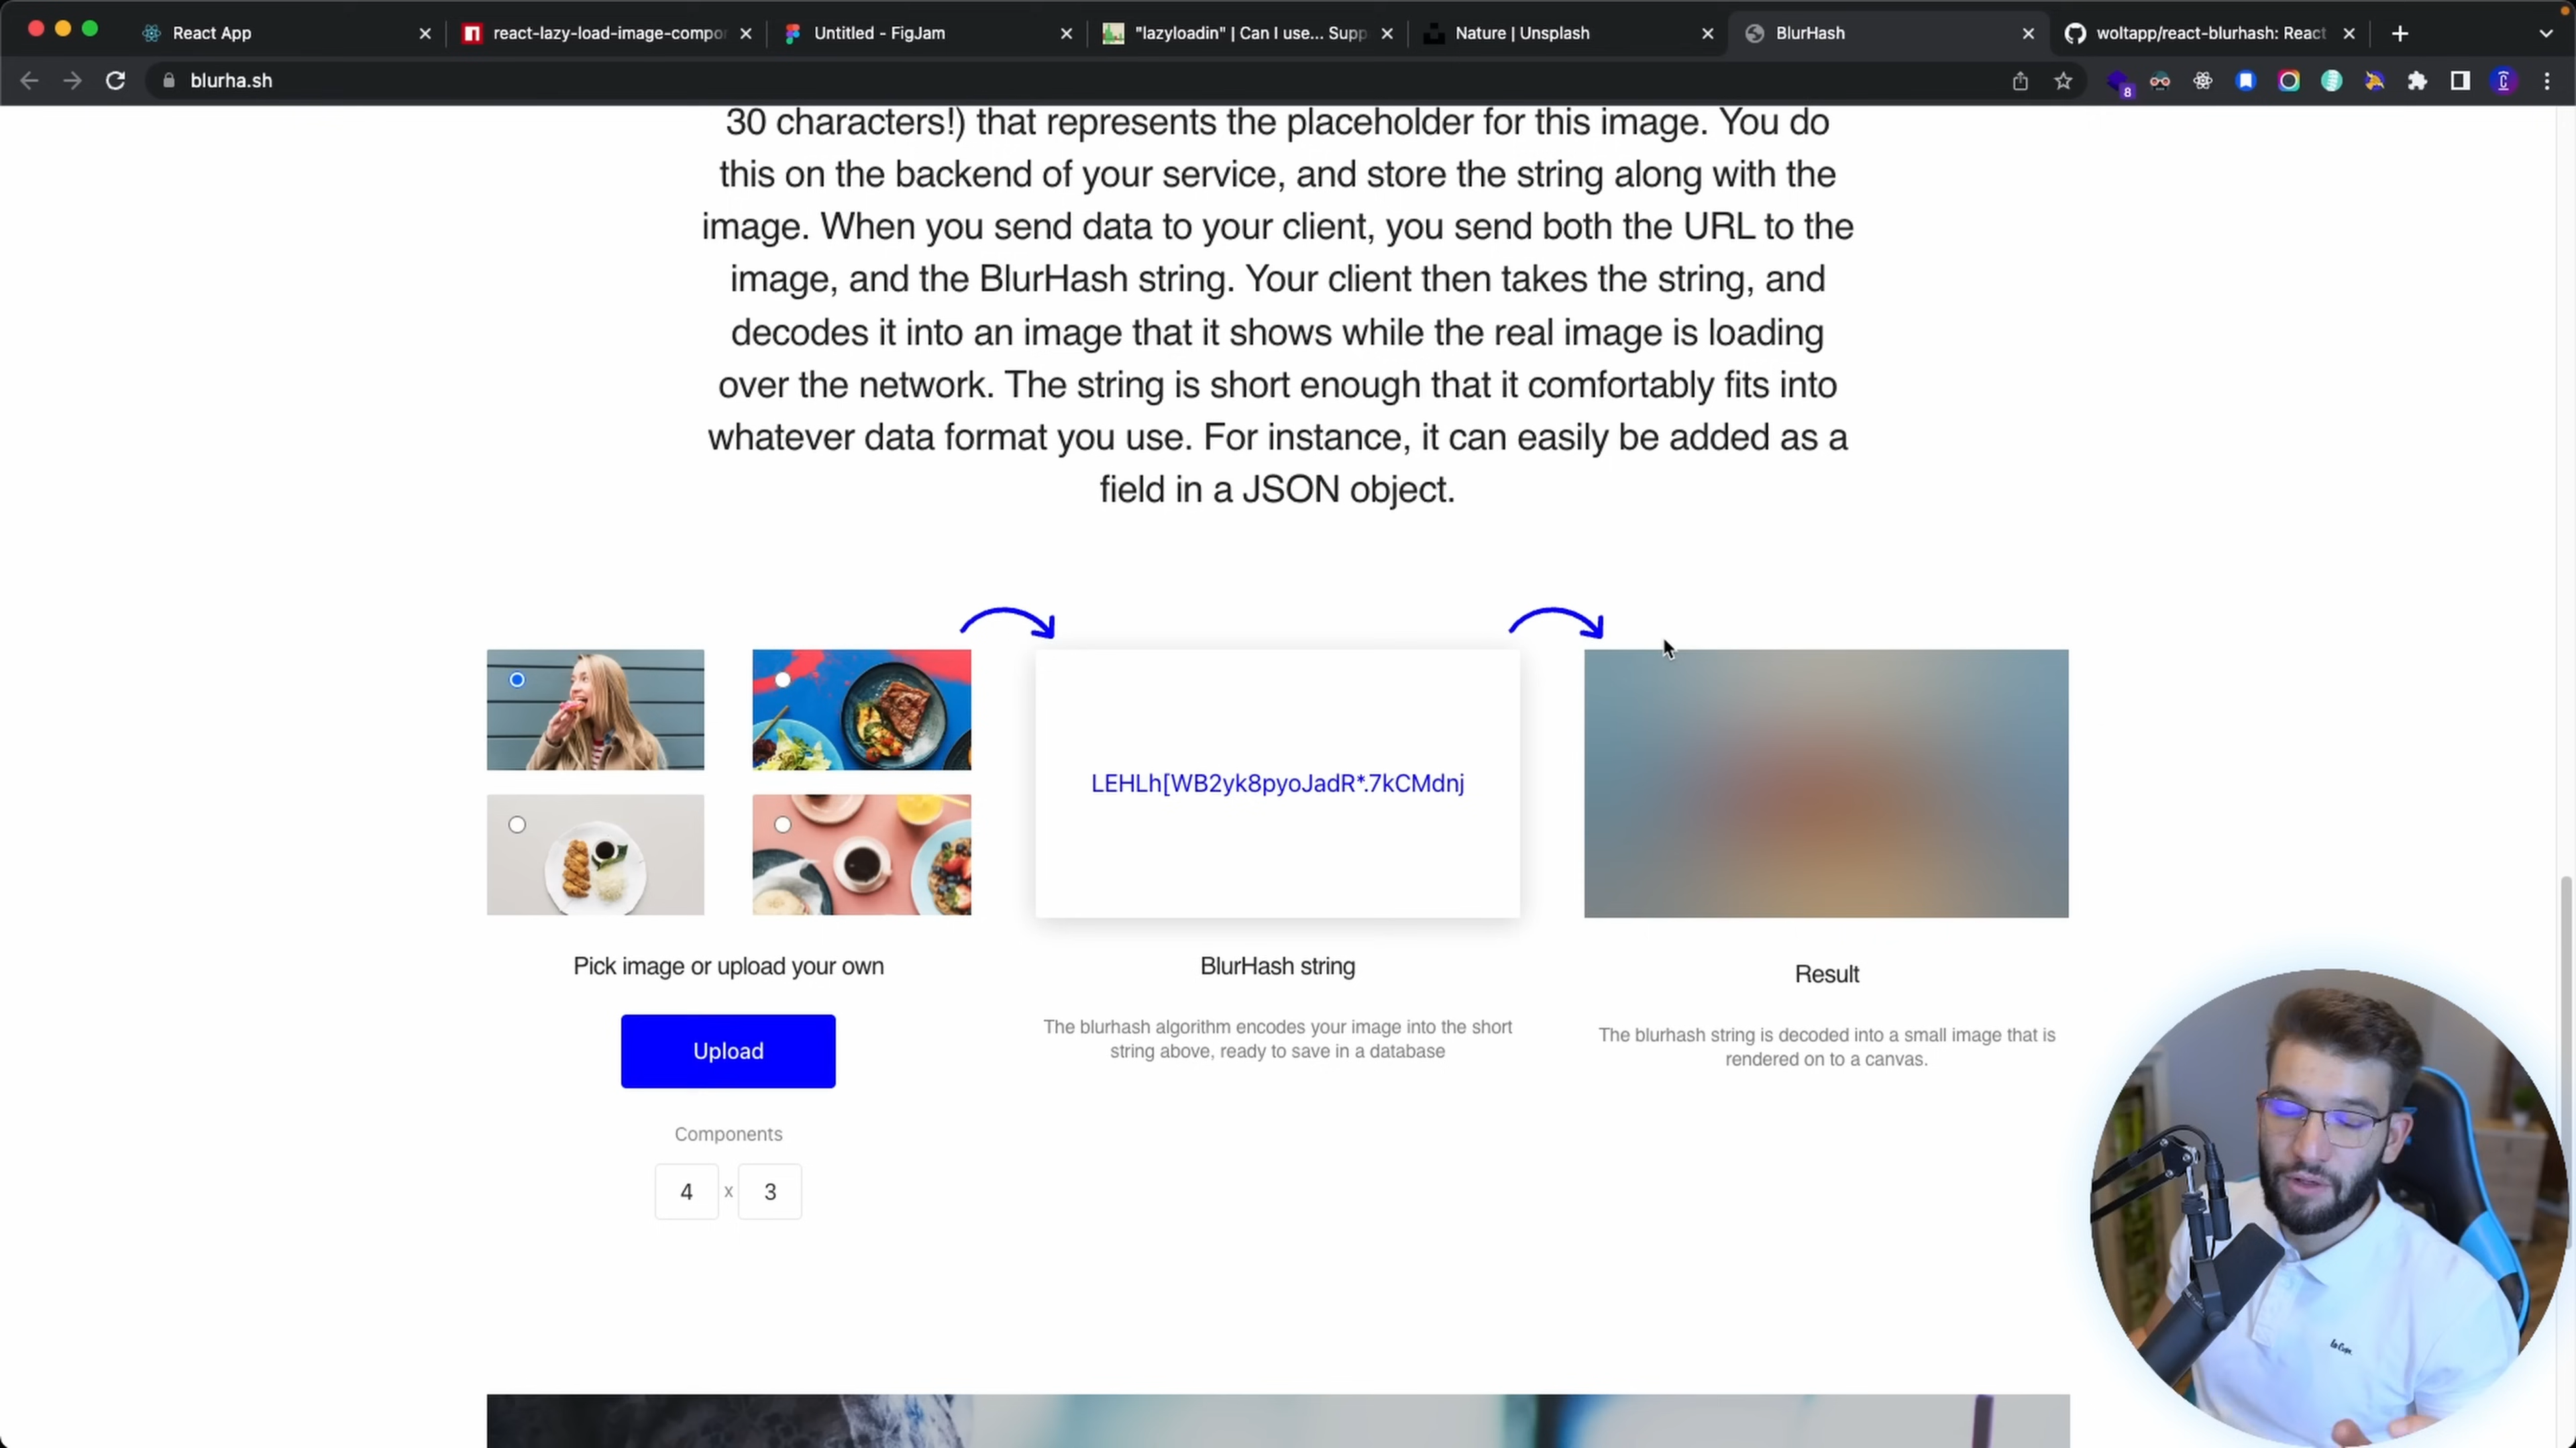 React App
react-lazy-load-image-compo
Untitled - FigJam
"lazyloadin" | Can I use... Supp
Nature | Unsplash
BlurHash
woltapp/react-blurhash: React
blurha.sh
8
30 characters!) that represents the placeholder for this image. You do
this on the backend of your service, and store the string along with the
image. When you send data to your client, you send both the URL to the
image, and the BlurHash string. Your client then takes the string, and
decodes it into an image that it shows while the real image is loading
over the network. The string is short enough that it comfortably fits into
whatever data format you use. For instance, it can easily be added as a
field in a JSON object.
LEHLh[WB2yk8pyoJadR*.7kCMdnj
Pick image or upload your own
BlurHash string
Result
The blurhash algorithm encodes your image into the short
string above, ready to save in a database
The blurhash string is decoded into a small image that is
rendered on to a canvas.
Upload
Components
4 x 3